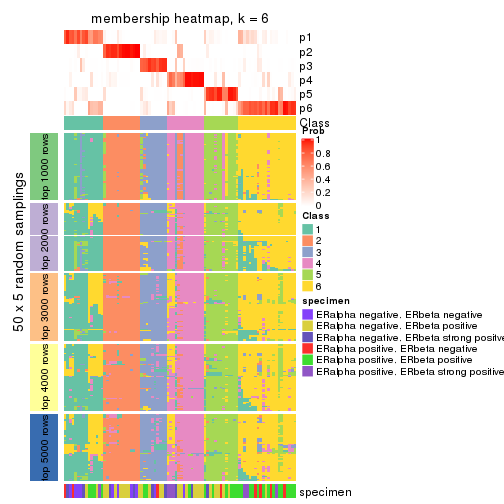 membership heatmap, k = 6
p1
p2
p3
p4
p5
p6
Class
Prob
1
0.8
0.6
0.4
0.2
0
Class
1
2
3
4
5
6
specimen
ERalpha negative. ERbeta negative
ERalpha negative. ERbeta positive
ERalpha negative. ERbeta strong positive
ERalpha positive. ERbeta negative
ERalpha positive. ERbeta positive
ERalpha positive. ERbeta strong positive
50 x 5 random samplings
top 1000 rows
top 2000 rows
top 3000 rows
top 4000 rows
top 5000 rows
specimen